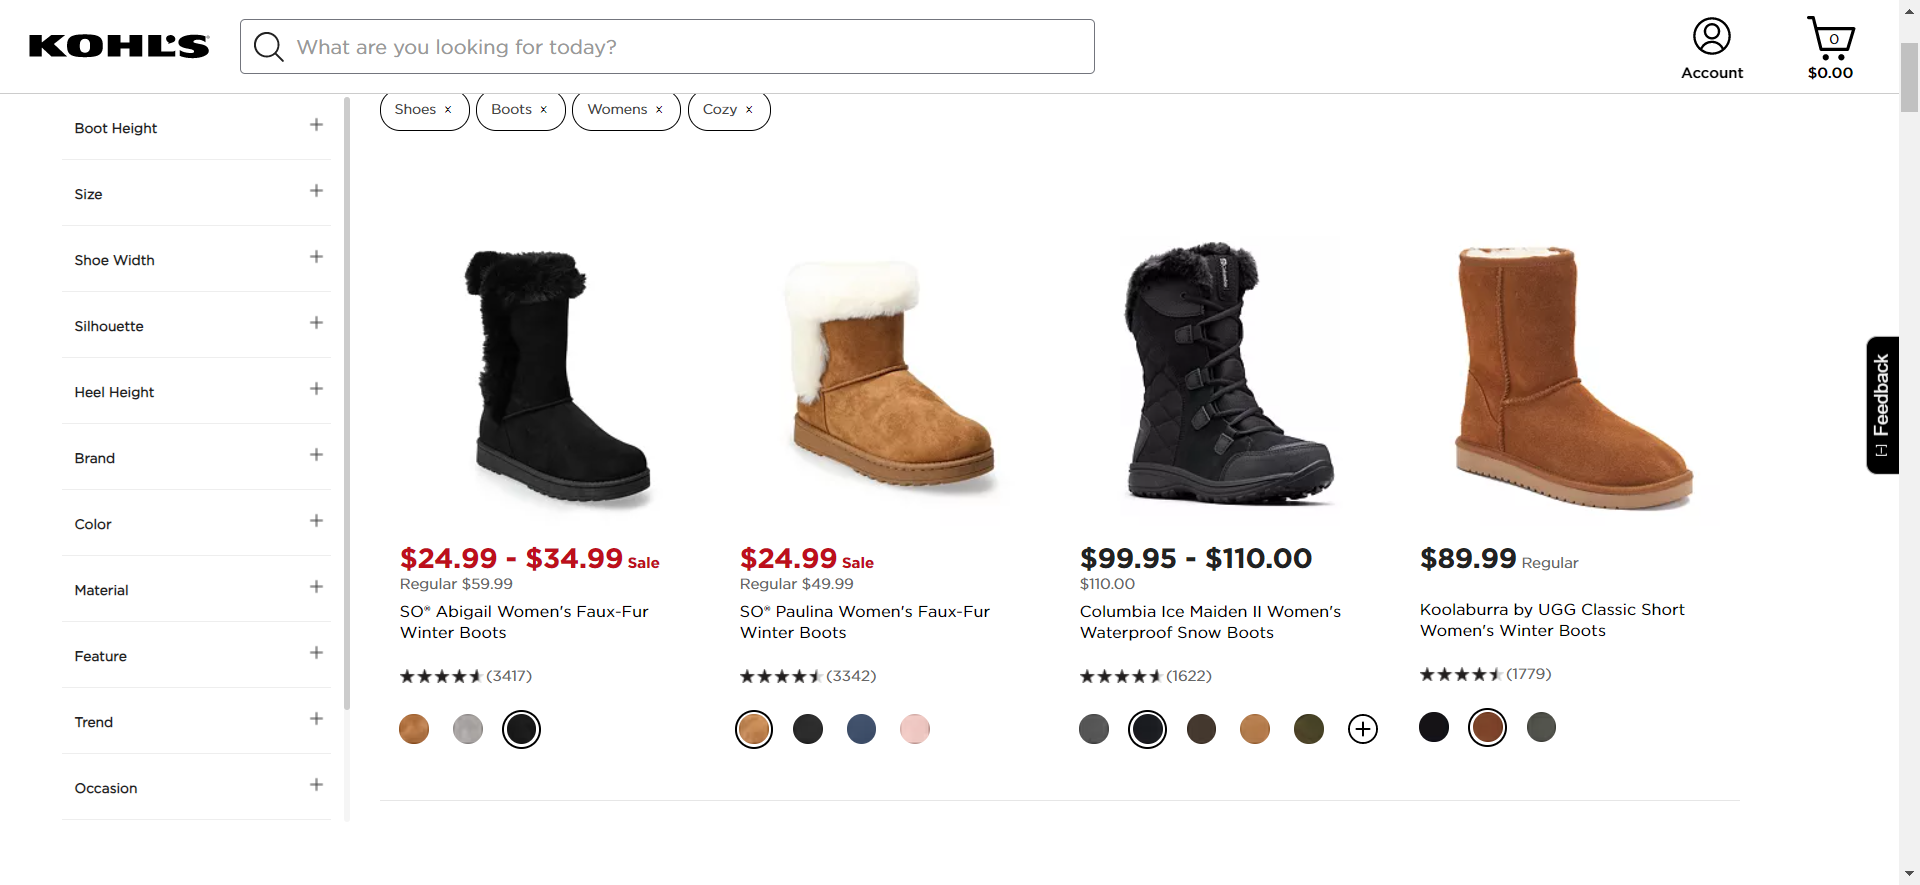 KOHL'S
What are you looking for today?
Account
0
$0.00
Shoes x
Boots x
Womens x
Cozy x
Boot Height
Size
Shoe Width
Silhouette
Heel Height
Brand
Color
Material
Feature
Trend
Occasion
$24.99 - $34.99 Sale
Regular $59.99
SO® Abigail Women's Faux-Fur
Winter Boots
(3417)
$24.99 Sale
Regular $49.99
SO® Paulina Women's Faux-Fur
Winter Boots
(3342)
Columbia
$99.95 - $110.00
$110.00
Columbia Ice Maiden II Women's
Waterproof Snow Boots
(1622)
$89.99 Regular
Koolaburra by UGG Classic Short
Women's Winter Boots
(1779)
[-] Feedback